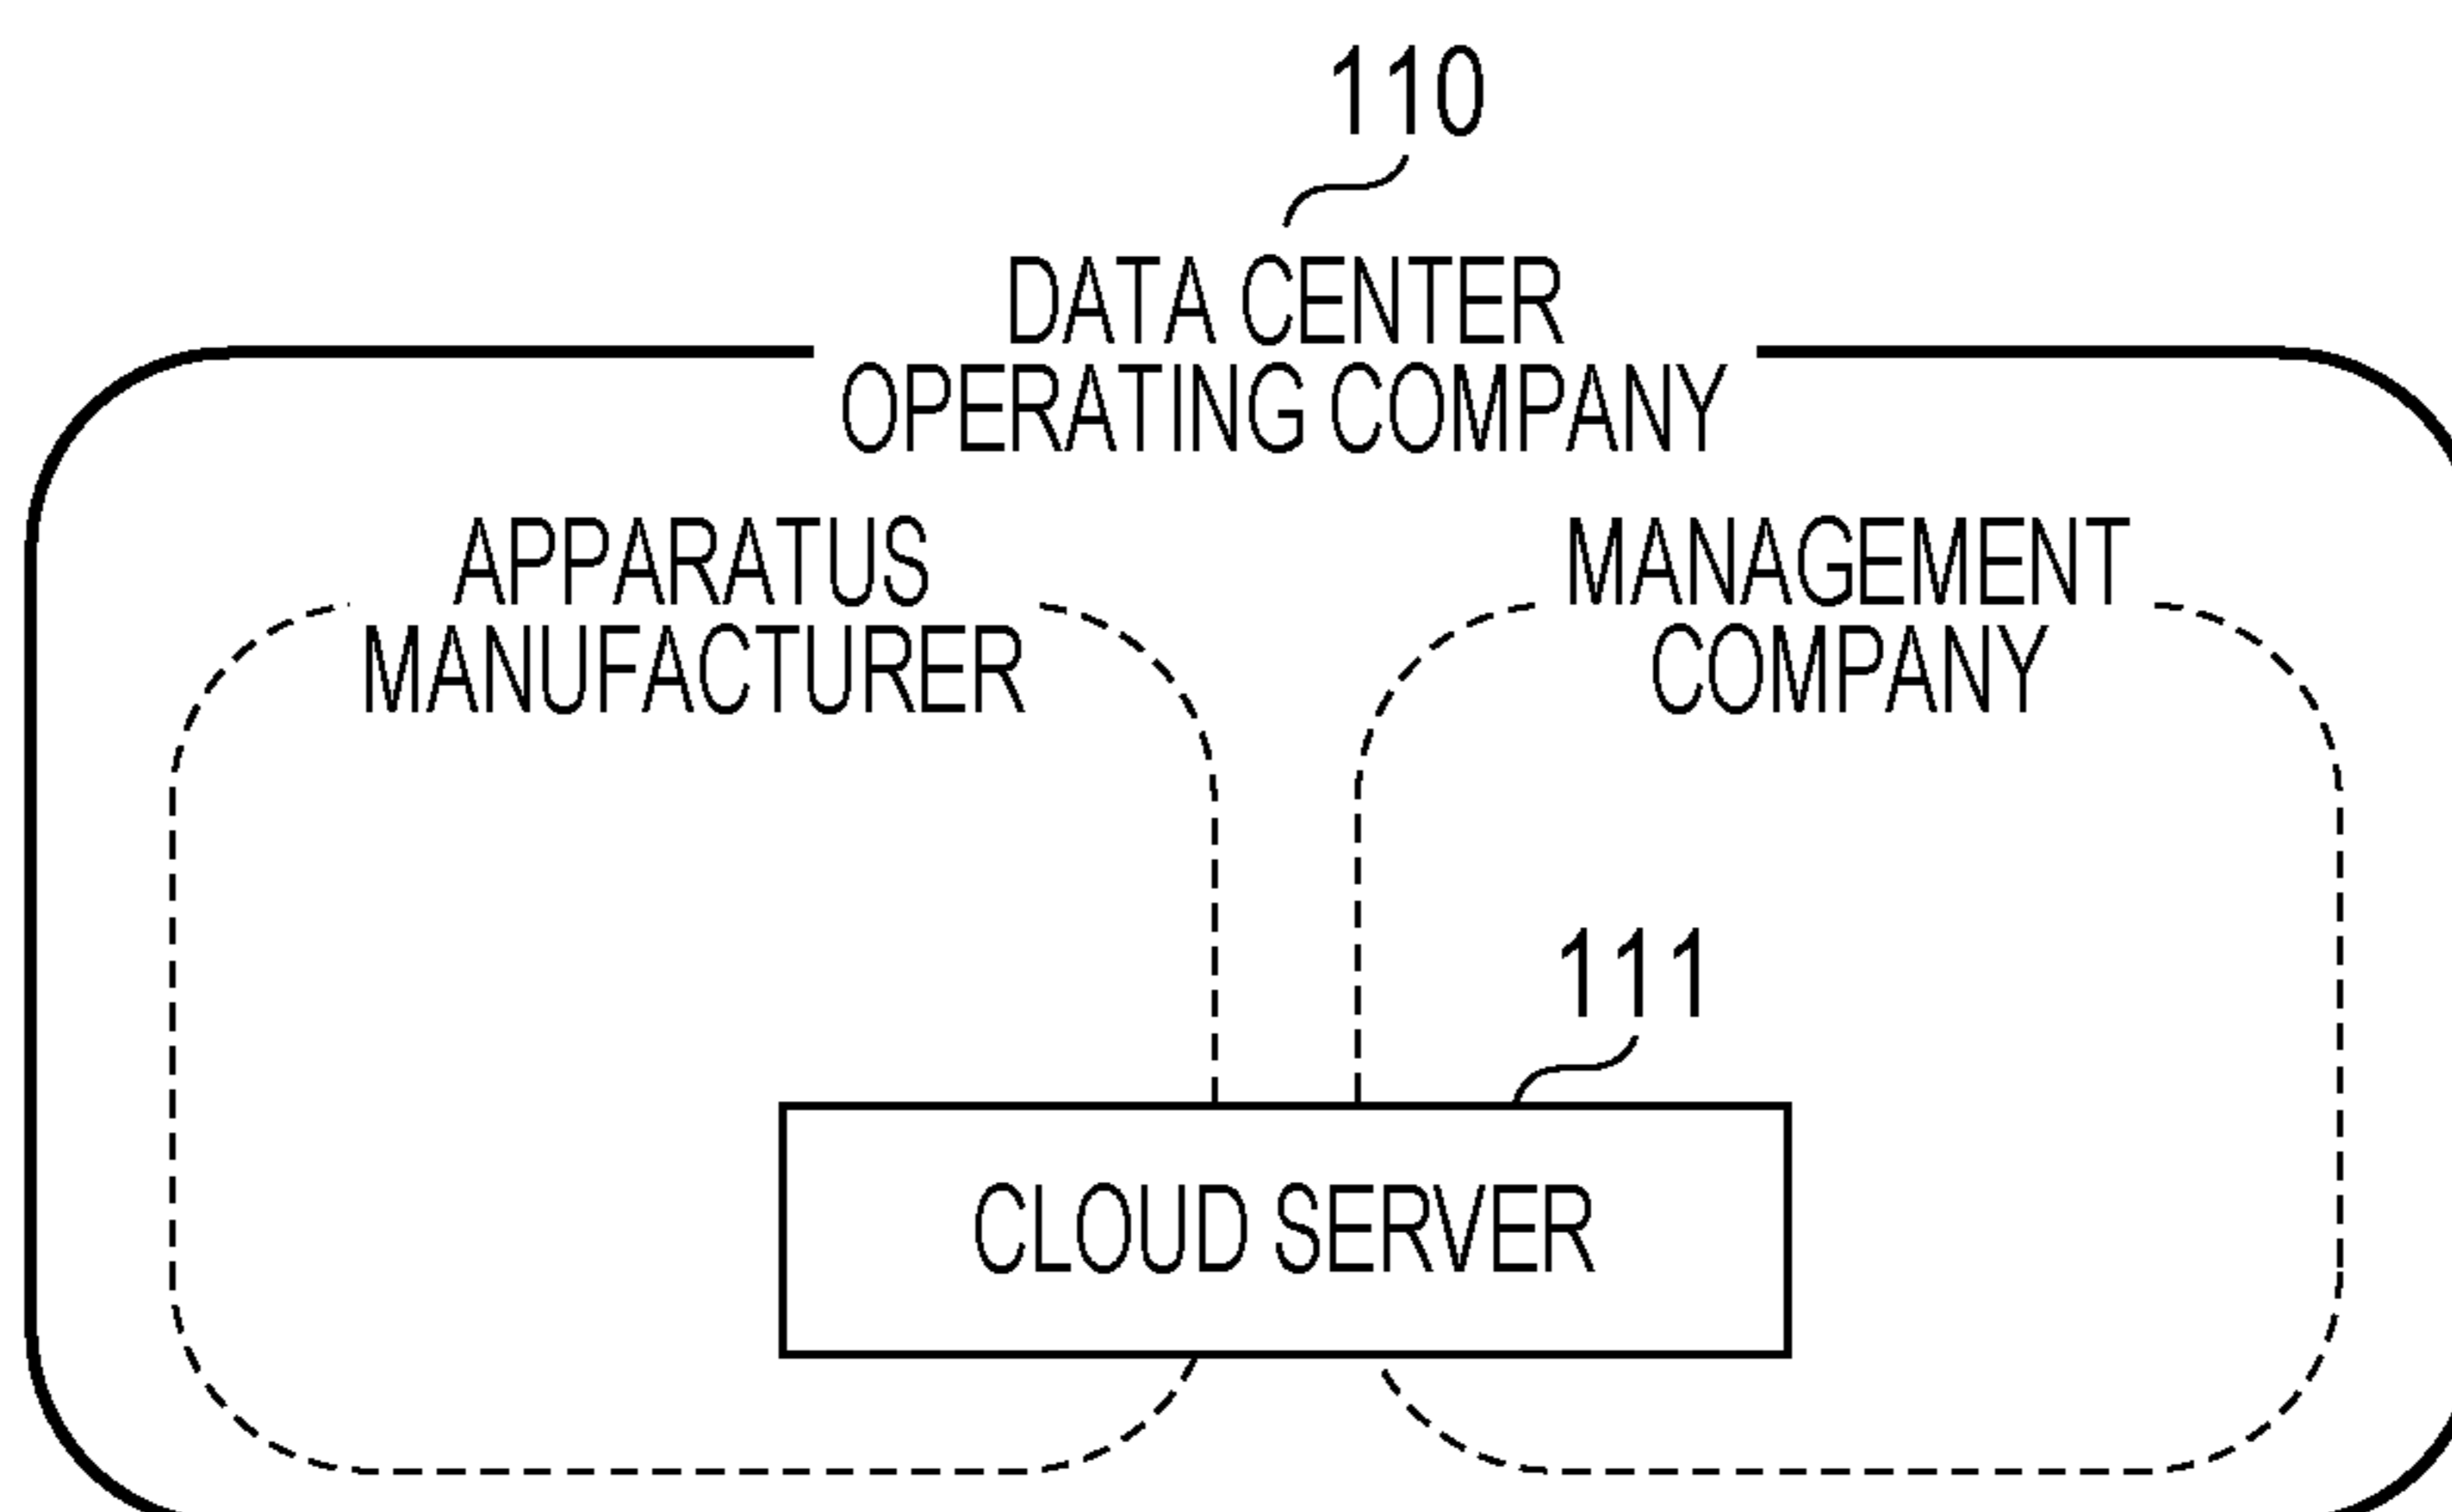 110
DATA CENTER
OPERATING COMPANY
APPARATUS
MANUFACTURER
MANAGEMENT
COMPANY
111
CLOUD SERVER